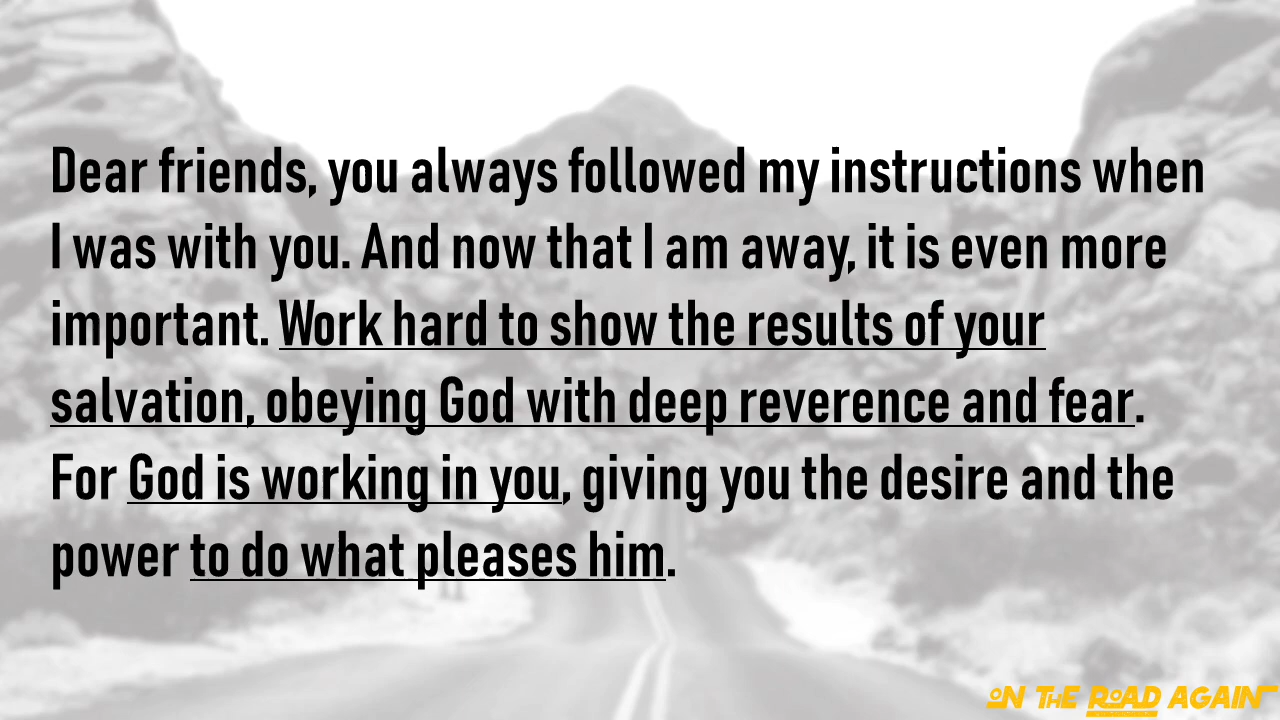 Dear friends, you always followed my instructions when
I was with you. And now that I am away, it is even more
important. Work hard to show the results of your
salvation, obeying God with deep reverence and fear.
For God is working in you, giving you the desire and the
power to do what pleases him.
ON THE ROAD AGAIN